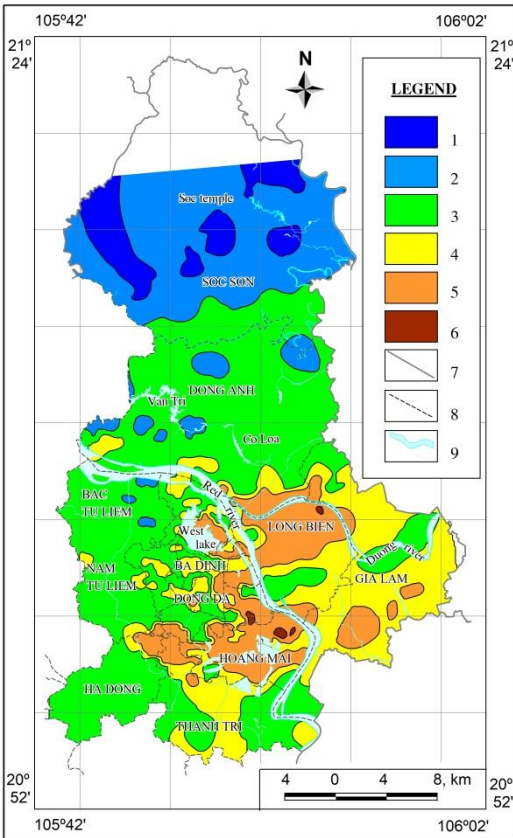 105º42' 106º02'
21º
24'
N
LEGEND
1
2
3
4
5
6
7
8
9
Soc temple
SOC SON
DONG ANH
Van Tri
Co Loa
BAC
TU LIEM
Red river
LONG BIEN
West
lake
Duong river
BA DINH
GIA LAM
NAM
TU LIEM
DONG DA
HOANG MAI
HA DONG
THANH TRI
4 0 4 8, km
20º
52'
20º
52'
105º42' 106º02'